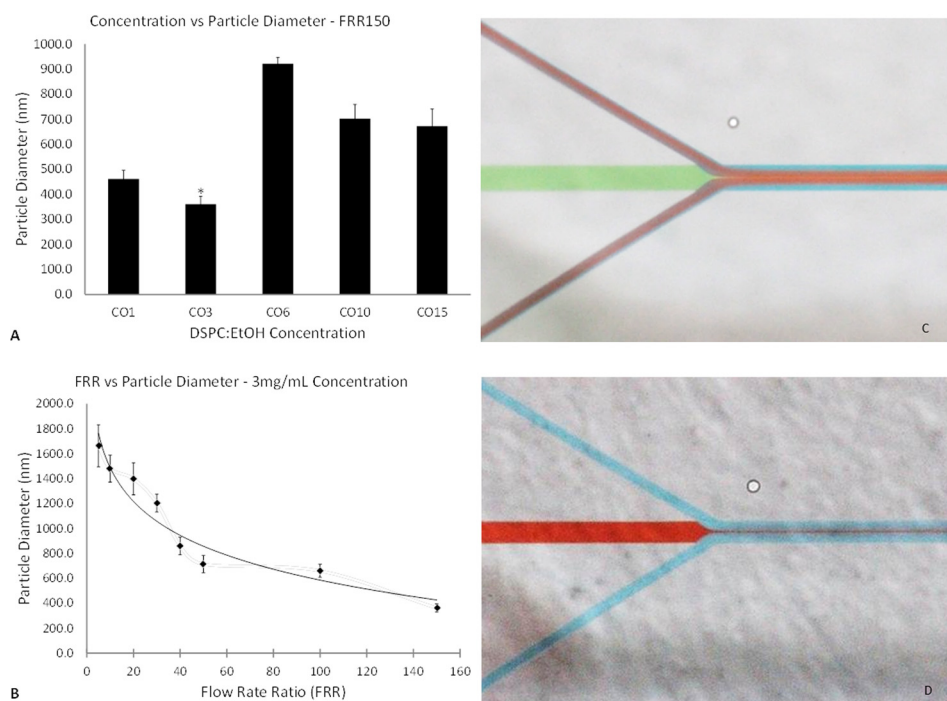 Concentration vs Particle Diameter - FRR150
1000.0
900.0
800.0
700.0
600.0
500.0
400.0
300.0
200.0
100.0
0.0
Particle Diameter (nm)
*
CO1 CO3 CO6 CO10 CO15
DSPC:EtOH Concentration
A
C
FRR vs Particle Diameter - 3mg/mL Concentration
2000.0
1800.0
1600.0
1400.0
1200.0
1000.0
800.0
600.0
400.0
200.0
0.0
Particle Diameter (nm)
0 20 40 60 80 100 120 140 160
Flow Rate Ratio (FRR)
B
D